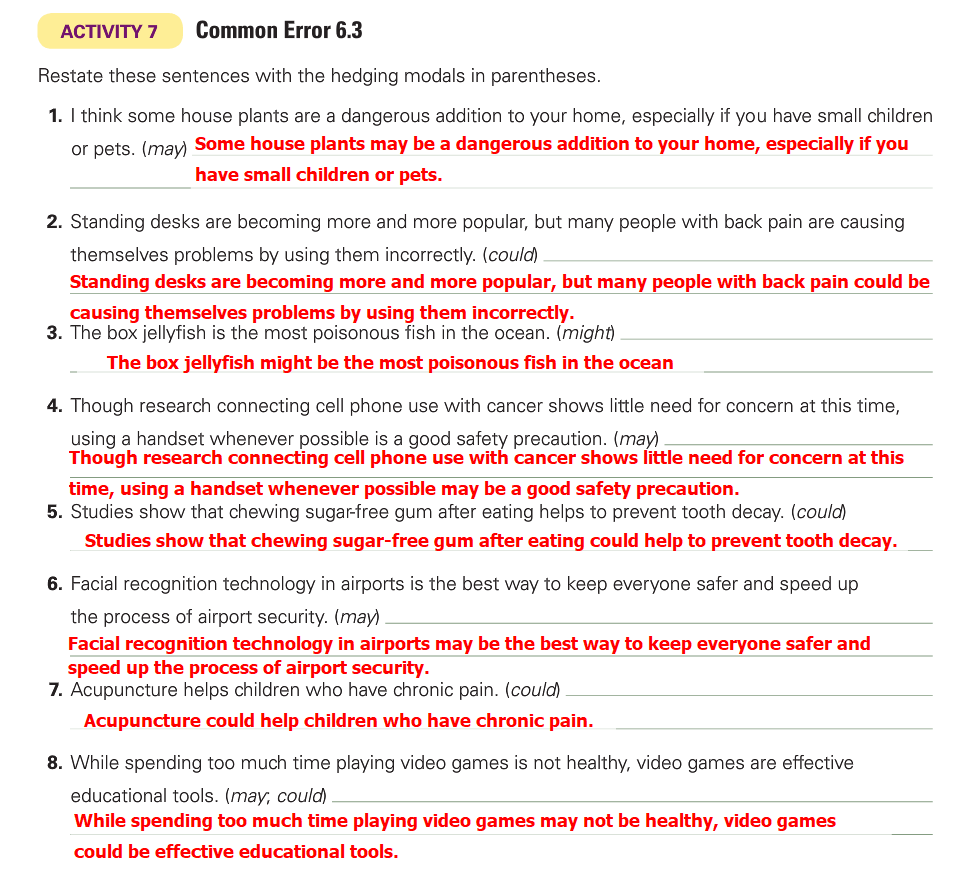 ACTIVITY 7 Common Error 6.3
Restate these sentences with the hedging modals in parentheses.
1. I think some house plants are a dangerous addition to your home, especially if you have small children
or pets. (may) Some house plants may be a dangerous addition to your home, especially if you
have small children or pets.
2. Standing desks are becoming more and more popular, but many people with back pain are causing
themselves problems by using them incorrectly. (could)
Standing desks are becoming more and more popular, but many people with back pain could be
causing themselves problems by using them incorrectly.
3. The box jellyfish is the most poisonous fish in the ocean. (might)
The box jellyfish might be the most poisonous fish in the ocean
4. Though research connecting cell phone use with cancer shows little need for concern at this time,
using a handset whenever possible is a good safety precaution. (may)
Though research connecting cell phone use with cancer shows little need for concern at this
time, using a handset whenever possible may be a good safety precaution.
5. Studies show that chewing sugar-free gum after eating helps to prevent tooth decay. (could)
Studies show that chewing sugar-free gum after eating could help to prevent tooth decay.
6. Facial recognition technology in airports is the best way to keep everyone safer and speed up
the process of airport security. (may)
Facial recognition technology in airports may be the best way to keep everyone safer and
speed up the process of airport security.
7. Acupuncture helps children who have chronic pain. (could)
Acupuncture could help children who have chronic pain.
8. While spending too much time playing video games is not healthy, video games are effective
educational tools. (may; could)
While spending too much time playing video games may not be healthy, video games
could be effective educational tools.